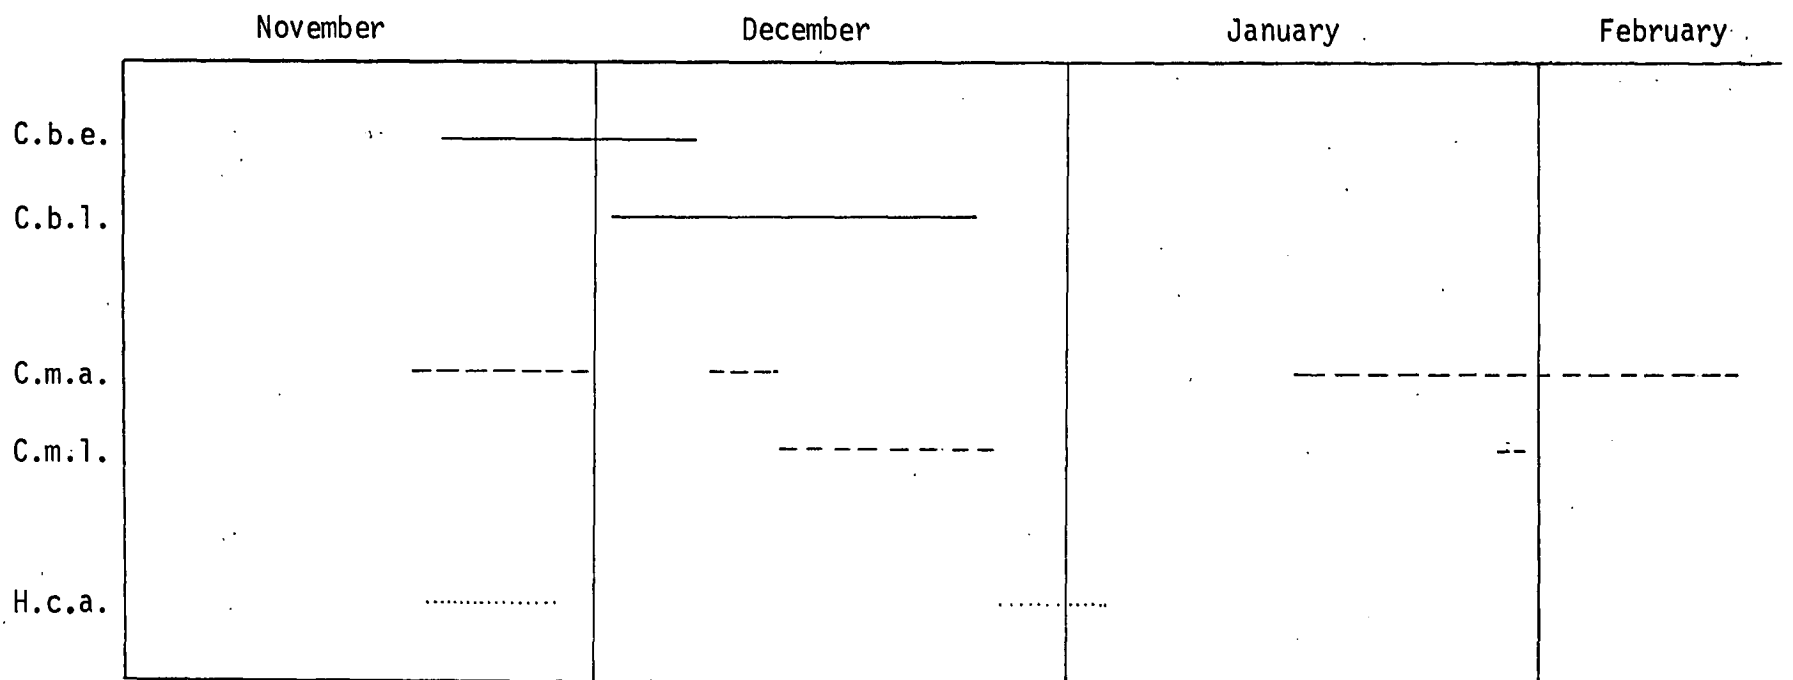 November December January February
C.b.e.
C.b.l.
C.m.a.
C.m.l.
H.c.a.